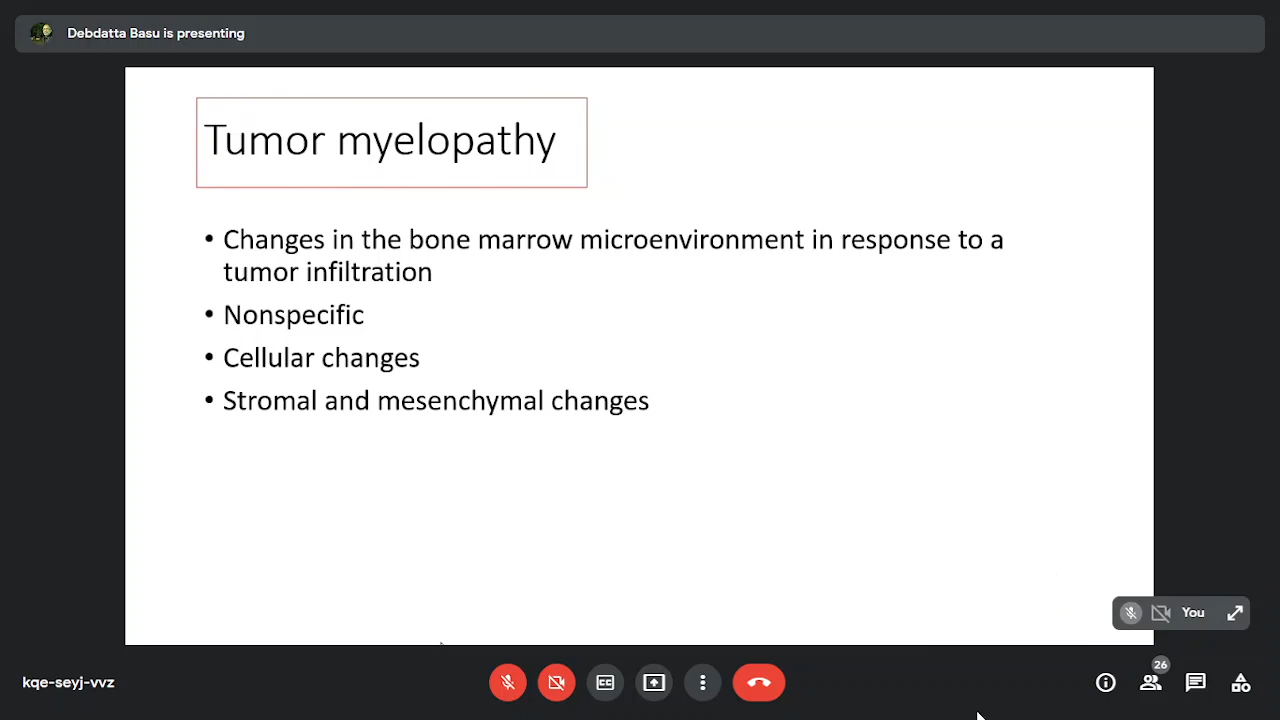 Debdatta Basu is presenting
Tumor myelopathy
• Changes in the bone marrow microenvironment in response to a
tumor infiltration
• Nonspecific
• Cellular changes
• Stromal and mesenchymal changes
You
kqe-seyj-vvz
CC
26